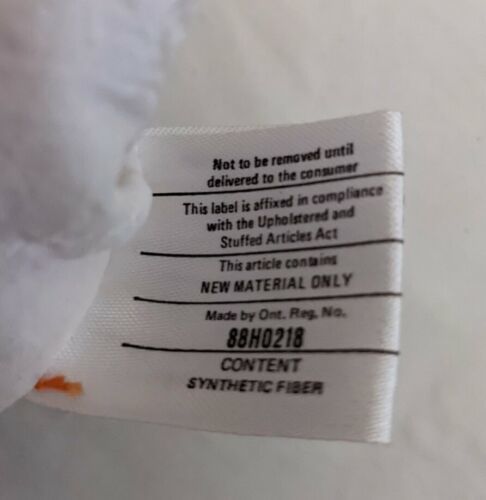 Not to be removed until
delivered to the consumer
This label is affixed in compliance
with the Upholstered and
Stuffed Articles Act
This article contains
NEW MATERIAL ONLY
Made by Ont. Reg. No.
88H0218
CONTENT
SYNTHETIC FIBER